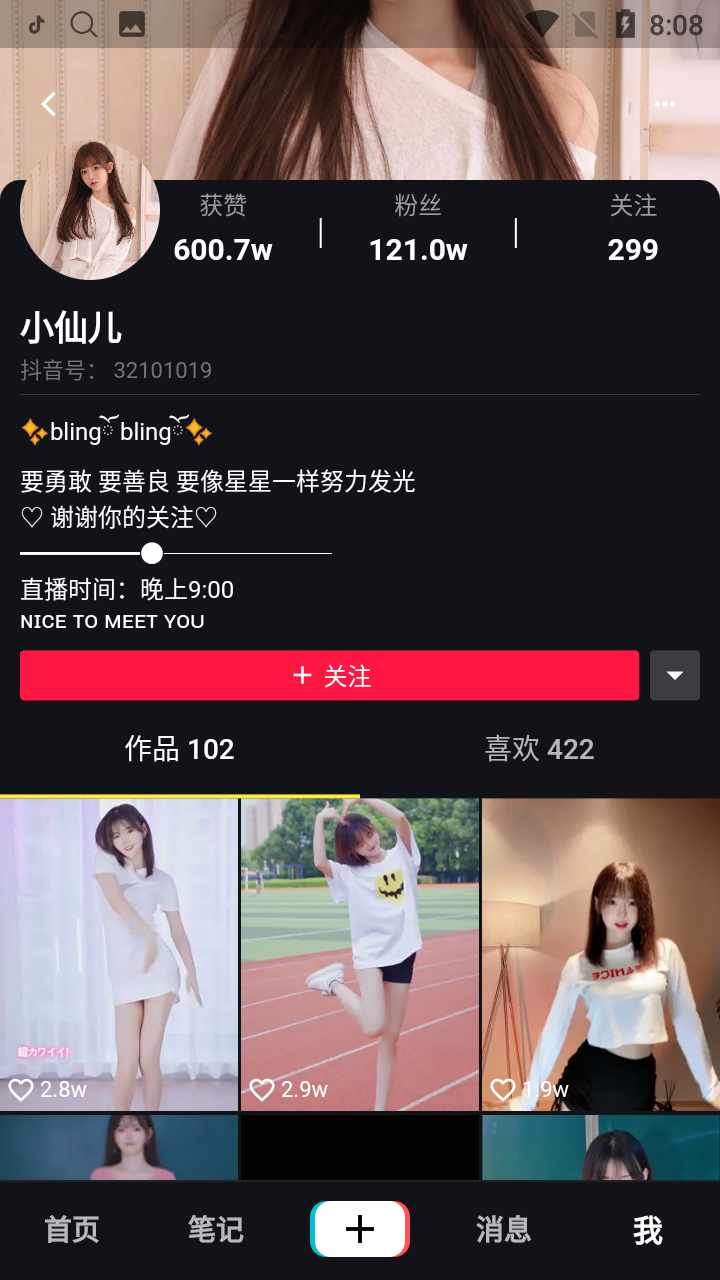 8:08
获赞 粉丝 关注
600.7w 121.0w 299
小仙儿
抖音号： 32101019
✨bling bling✨
要勇敢 要善良 要像星星一样努力发光
♡ 谢谢你的关注♡
直播时间：晚上9:00
ɴɪᴄᴇ ᴛᴏ ᴍᴇᴇᴛ ʏᴏᴜ
+ 关注
作品 102 喜欢 422
超カワイイ!
2.8w 2.9w 1.9w
首页 笔记 + 消息 我